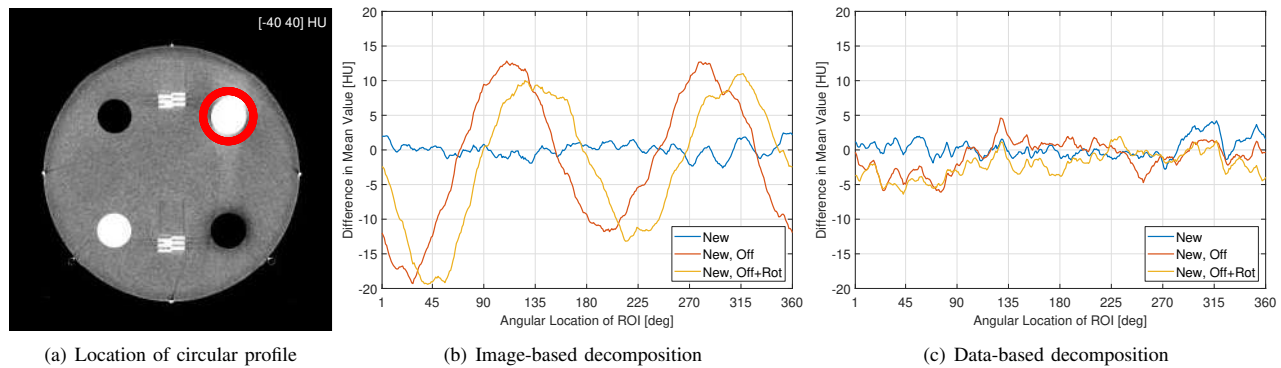 [-40 40] HU
(a) Location of circular profile
20
15
10
5
0
-5
-10
-15
-20
Difference in Mean Value [HU]
1
45
90
135
180
225
270
315
360
Angular Location of ROI [deg]
New
New, Off
New, Off+Rot
(b) Image-based decomposition
20
15
10
5
0
-5
-10
-15
-20
Difference in Mean Value [HU]
1
45
90
135
180
225
270
315
360
Angular Location of ROI [deg]
New
New, Off
New, Off+Rot
(c) Data-based decomposition